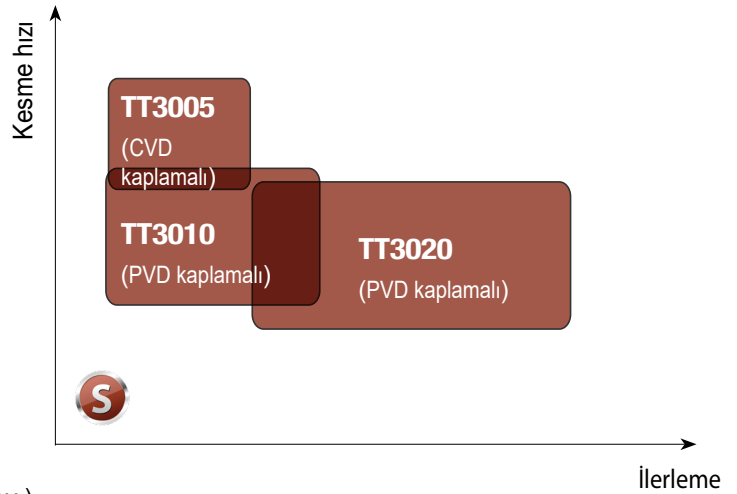 Kesme hızı
TT3005
(CVD
kaplamalı)
TT3010
(PVD kaplamalı)
TT3020
(PVD kaplamalı)
S
İlerleme